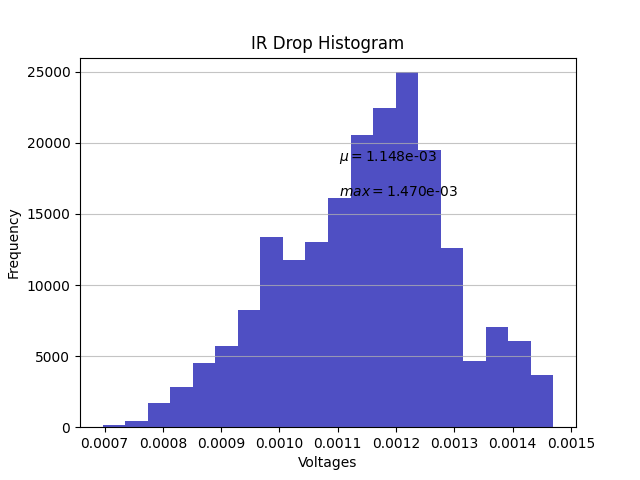 IR Drop Histogram
25000
20000
15000
10000
5000
0
Frequency
μ = 1.148e-03
max = 1.470e-03
0.0007 0.0008 0.0009 0.0010 0.0011 0.0012 0.0013 0.0014 0.0015
Voltages